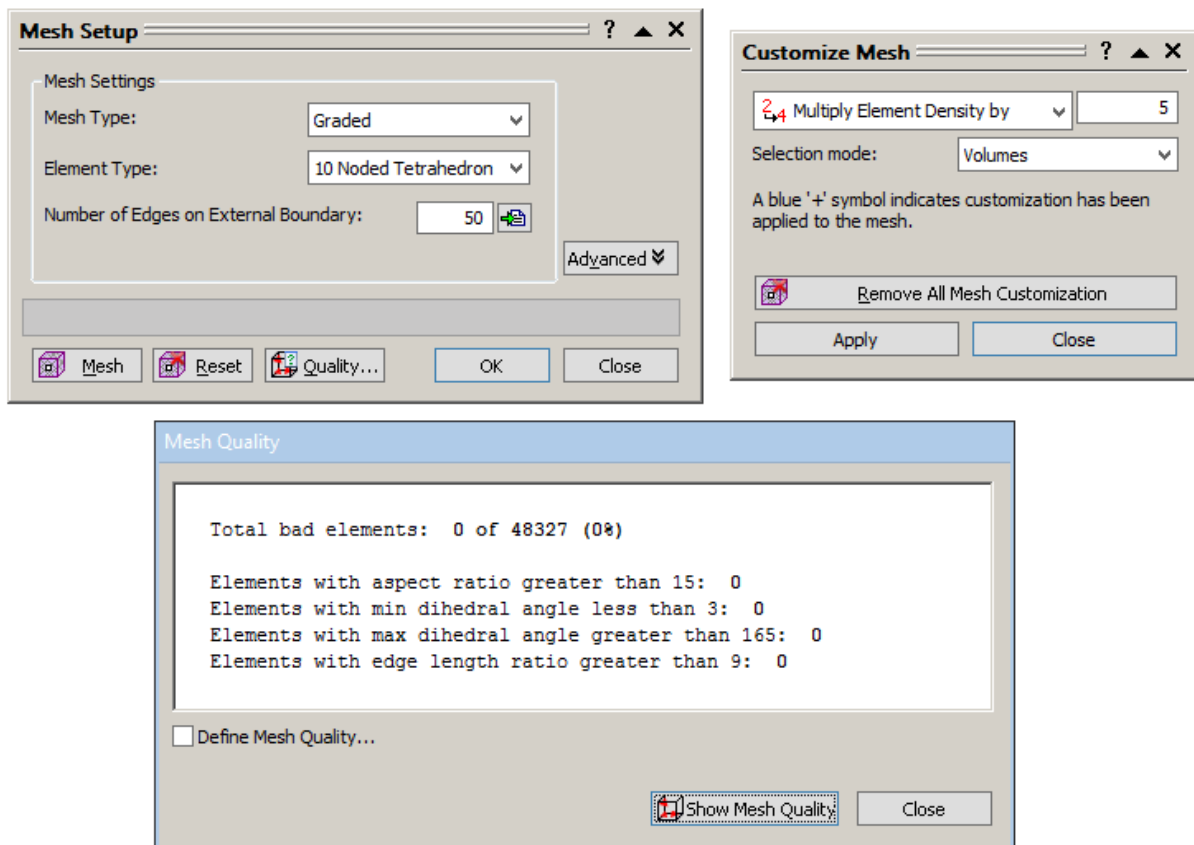 Mesh Setup
?
Mesh Settings
Mesh Type:
Graded
Element Type:
10 Noded Tetrahedron
Number of Edges on External Boundary:
50
Advanced
Mesh
Reset
Quality...
OK
Close
Customize Mesh
?
2 4 Multiply Element Density by
5
Selection mode:
Volumes
A blue '+' symbol indicates customization has been
applied to the mesh.
Remove All Mesh Customization
Apply
Close
Mesh Quality
Total bad elements: 0 of 48327 (0%)
Elements with aspect ratio greater than 15: 0
Elements with min dihedral angle less than 3: 0
Elements with max dihedral angle greater than 165: 0
Elements with edge length ratio greater than 9: 0
Define Mesh Quality...
Show Mesh Quality
Close